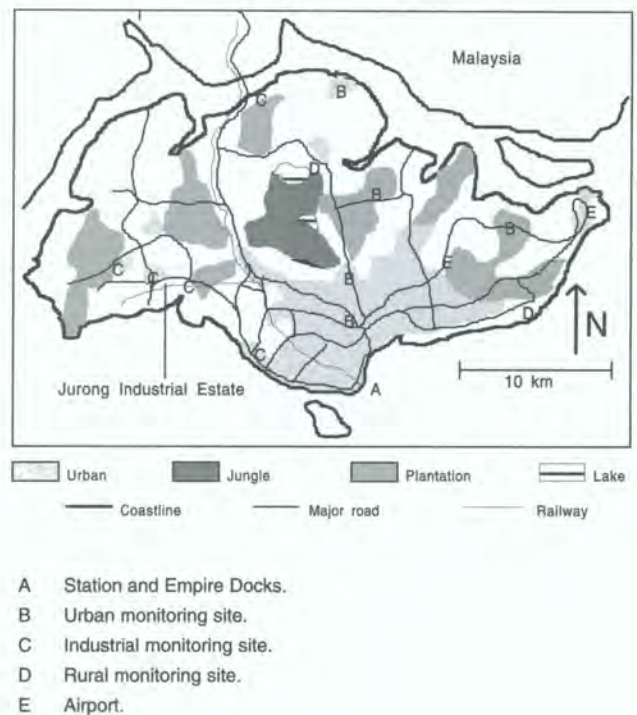 Malaysia
B
C
D
B
E
B
E
C
C
B
C
B
D
N
C
10 km
Jurong Industrial Estate
A
Urban Jungle Plantation Lake
Coastline Major road Railway
A Station and Empire Docks.
B Urban monitoring site.
C Industrial monitoring site.
D Rural monitoring site.
E Airport.